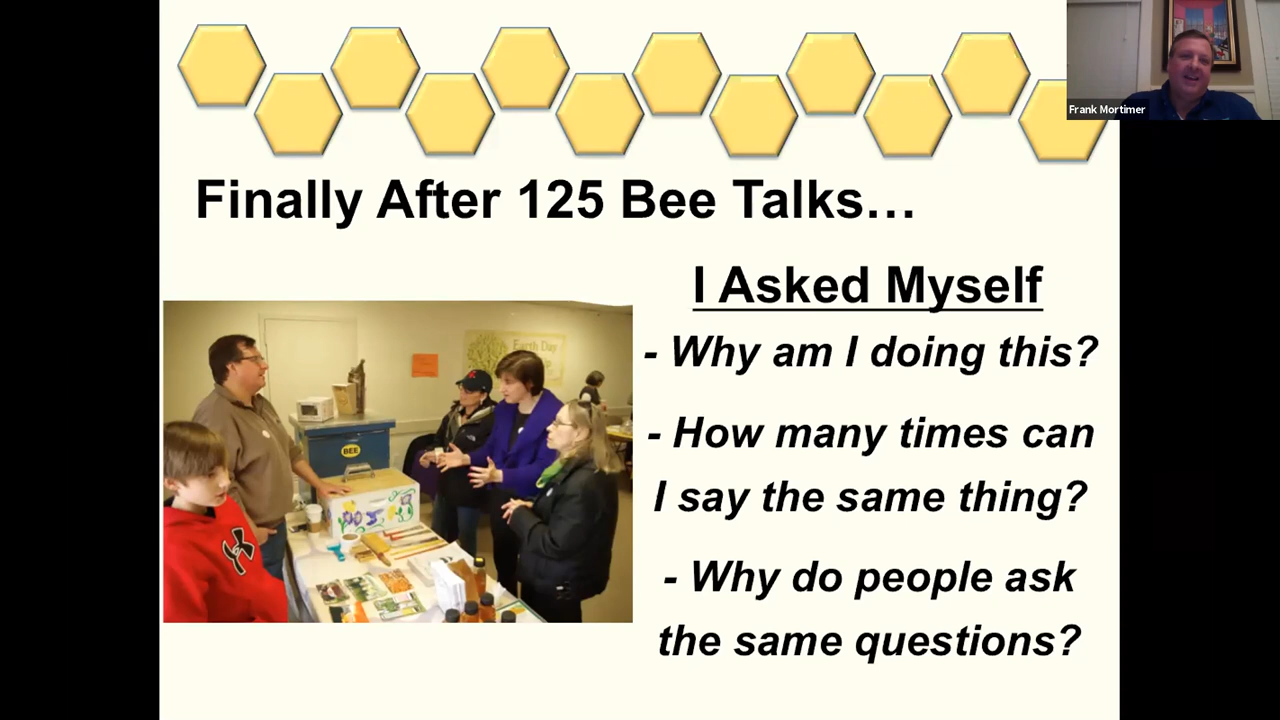 Frank Mortimer
Finally After 125 Bee Talks…
I Asked Myself
- Why am I doing this?
- How many times can
I say the same thing?
- Why do people ask
the same questions?
Earth Day
BEE